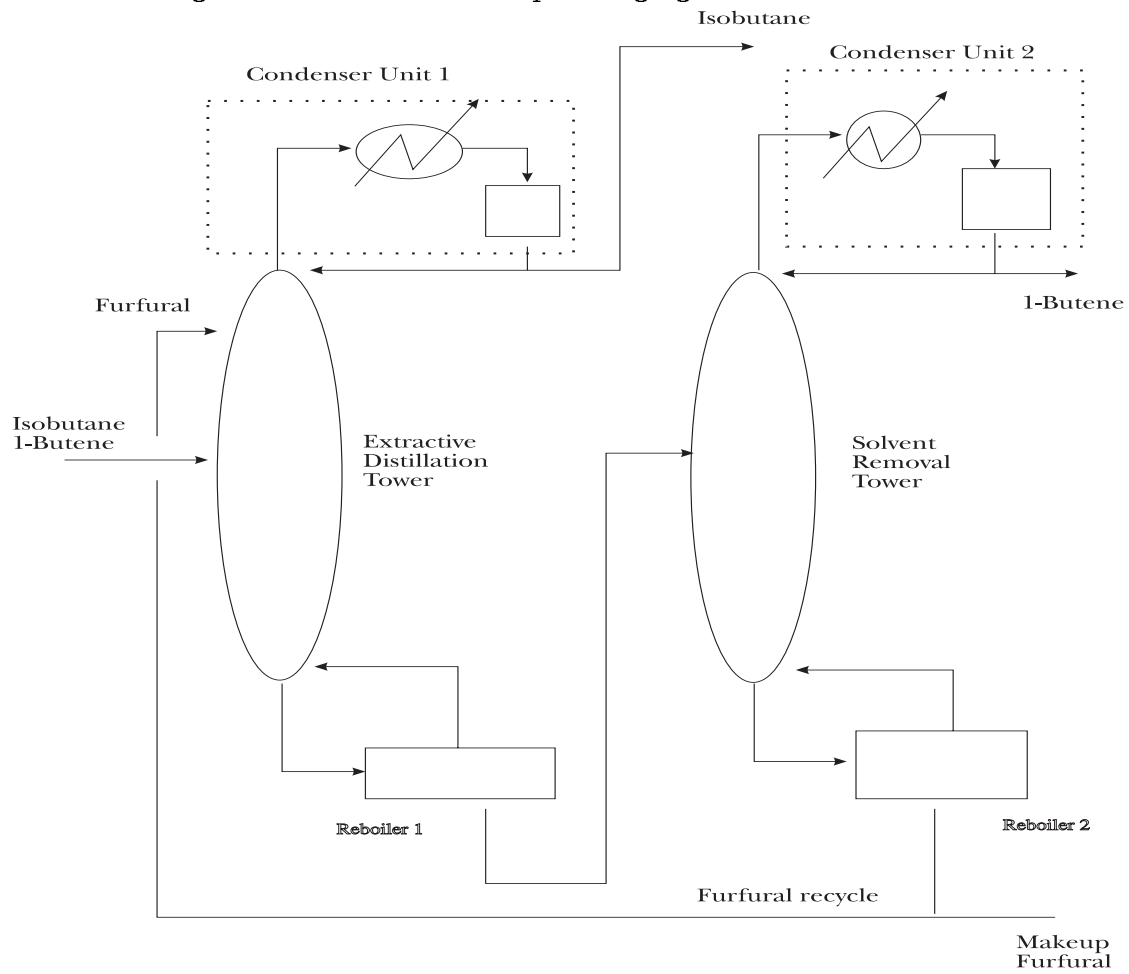 Isobutane
Condenser Unit 1
Condenser Unit 2
Furfural
1-Butene
Isobutane
1-Butene
Extractive
Distillation
Tower
Solvent
Removal
Tower
Reboiler 1
Reboiler 2
Furfural recycle
Makeup
Furfural